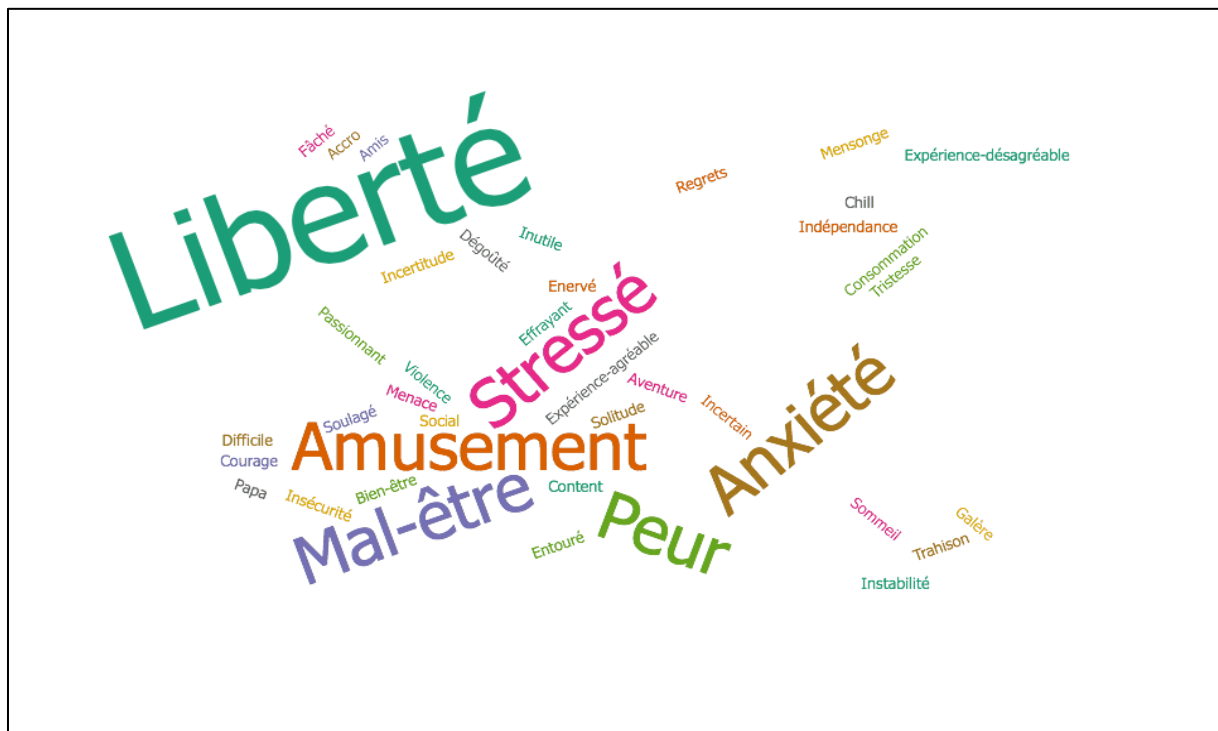 Fâché
Accro
Amis
Liberté
Mensonge
Expérience-désagréable
Regrets
Chill
Indépendance
Inutile
Dégoûté
Incertitude
Consommation
Tristesse
Enervé
Effrayant
Stressé
Passionnant
Violence
Menace
Expérience-agréable
Aventure
Incertain
Anxiété
Soulagé
Social
Solitude
Difficile
Courage
Amusement
Papa
Insécurité
Bien-être
Mal-être
Content
Peur
Entouré
Sommeil
Galère
Trahison
Instabilité